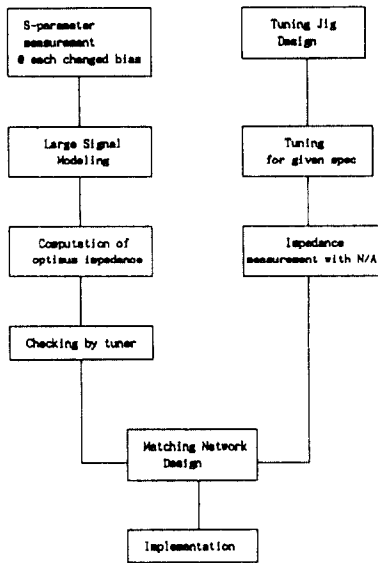 S-parameter
measurement
@ each changed bias
Large Signal
Modeling
Computation of
optimum impedance
Checking by tuner
Tuning Jig
Design
Tuning
for given spec
Impedance
measurement with N/A
Matching Network
Design
Implementation